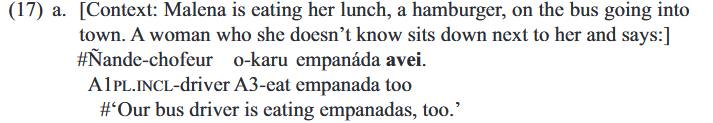 (17) a. [Context: Malena is eating her lunch, a hamburger, on the bus going into
town. A woman who she doesn’t know sits down next to her and says:]
#Ñande-chofeur o-karu empanáda avei.
A1PL.INCL-driver A3-eat empanada too
#‘Our bus driver is eating empanadas, too.’